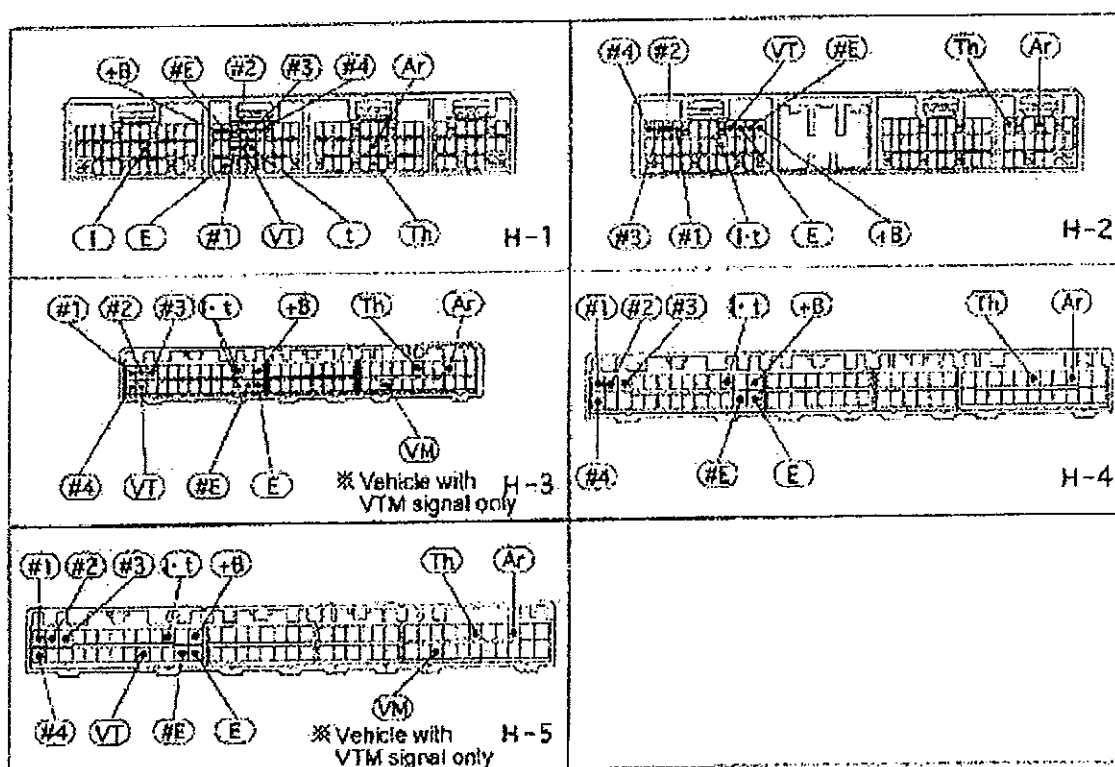 +B #E #2 #3 #4 Ar
I E #1 VT t Th H-1
#4 #2 VT #E Th Ar
#3 #1 I·t E +B H-2
#1 #2 #3 I·t +B Th Ar
VM
#4 VT #E E ※ Vehicle with H-3
VTM signal only
#1 #2 #3 I·t +B Th Ar
#4 #E E H-4
#1 #2 #3 I·t +B Th Ar
VM
#4 VT #E E ※ Vehicle with H-5
VTM signal only